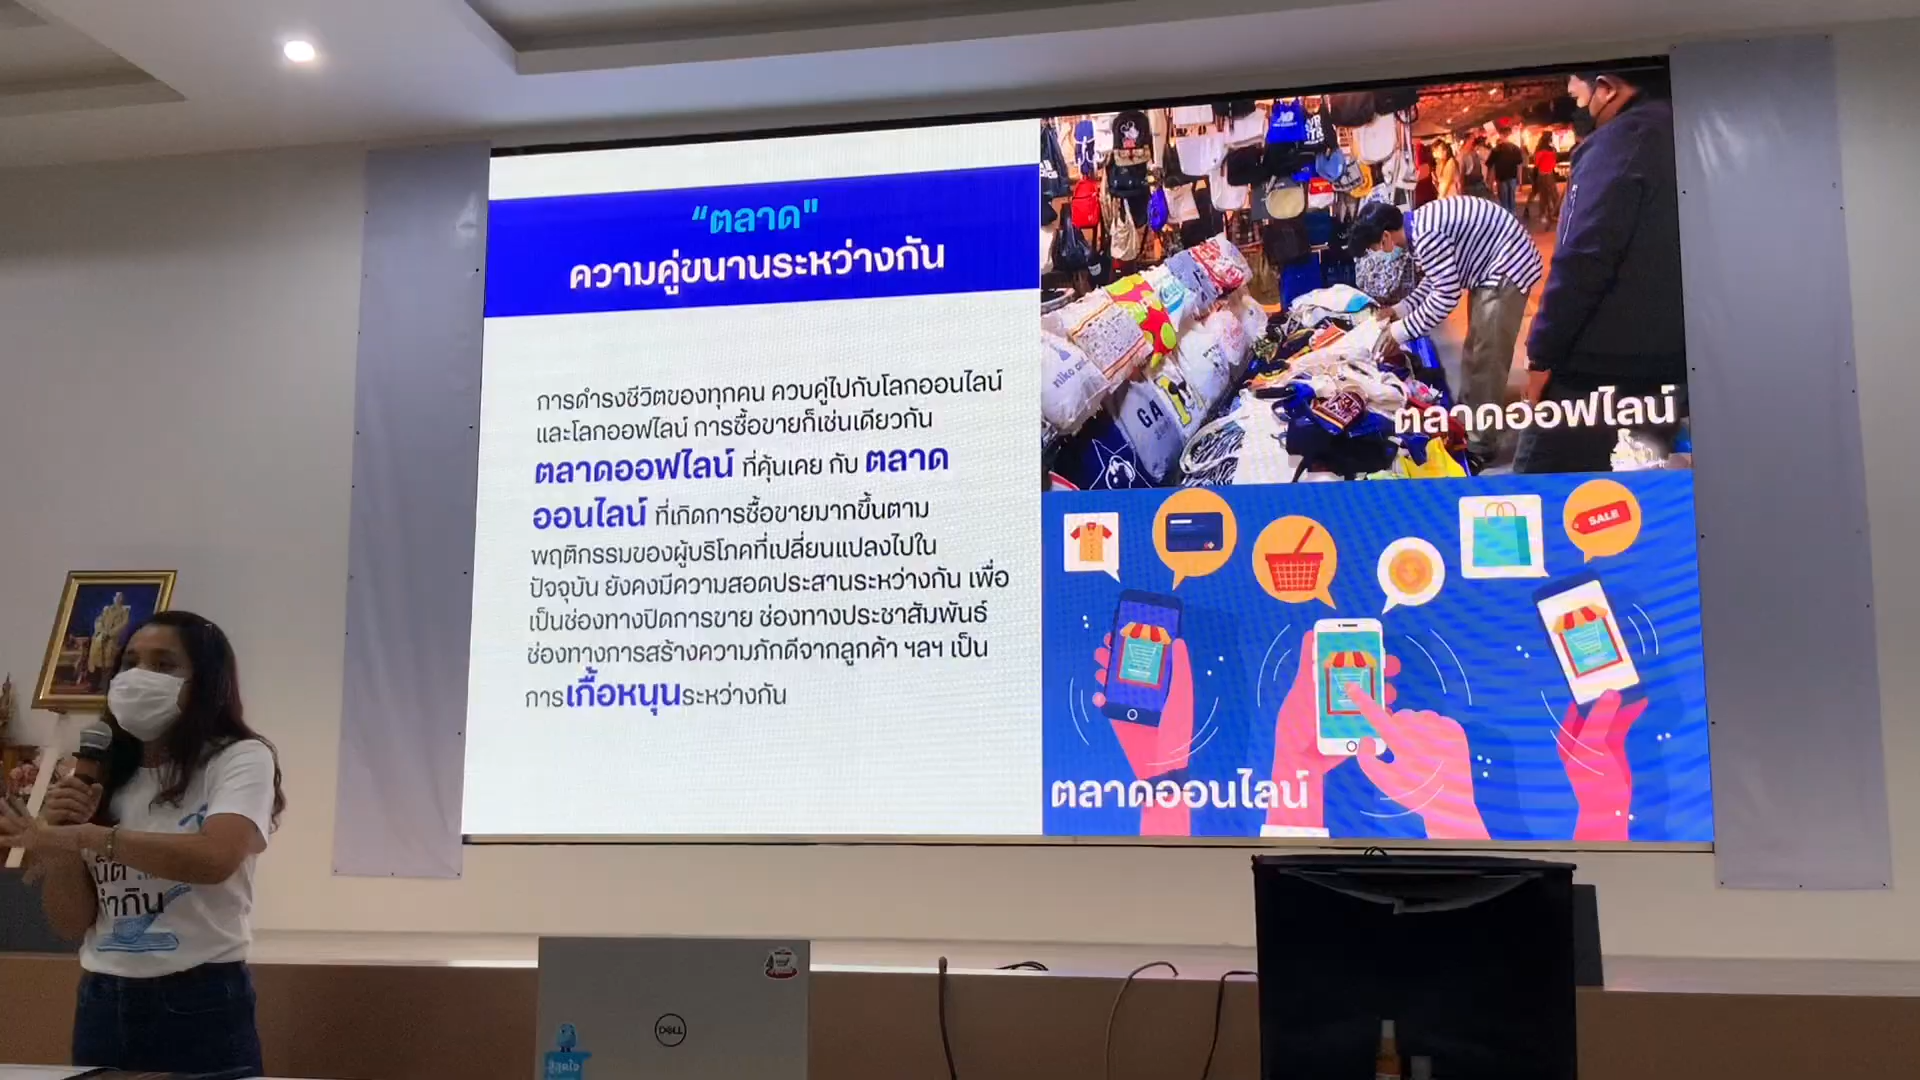 “ตลาด"
ความคู่ขนานระหว่างกัน
การดำรงชีวิตของทุกคน ควบคู่ไปกับโลกออนไลน์
และโลกออฟไลน์ การซื้อขายก็เช่นเดียวกัน
ตลาดออฟไลน์ ที่คุ้นเคย กับ ตลาด
ออนไลน์ ที่เกิดการซื้อขายมากขึ้นตาม
พฤติกรรมของผู้บริโภคที่เปลี่ยนแปลงไปใน
ปัจจุบัน ยังคงมีความสอดประสานระหว่างกัน เพื่อ
เป็นช่องทางปิดการขาย ช่องทางประชาสัมพันธ์
ช่องทางการสร้างความภักดีจากลูกค้า ฯลฯ เป็น
การเกื้อหนุนระหว่างกัน
ตลาดออฟไลน์
SALE
ตลาดออนไลน์
GA
DELL